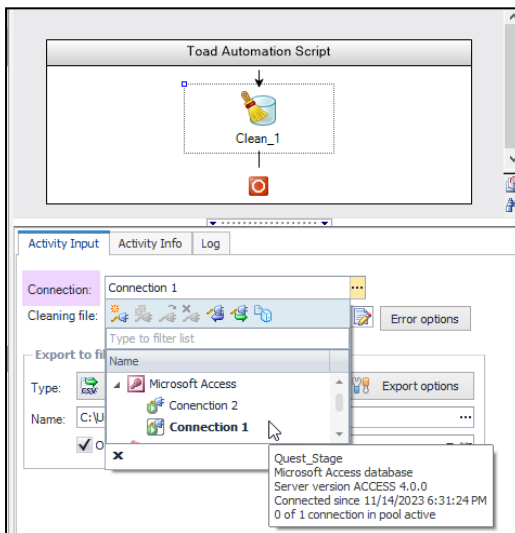 Toad Automation Script
Clean_1
Activity Input
Activity Info
Log
Connection:
Connection 1
Cleaning file:
Error options
Type to filter list
Name
Export to fil
Type:
CSV
Microsoft Access
Export options
Conenction 2
Name:
C:\U
Connection 1
O
Quest_Stage
Microsoft Access database
Server version ACCESS 4.0.0
Connected since 11/14/2023 6:31:24 PM
0 of 1 connection in pool active